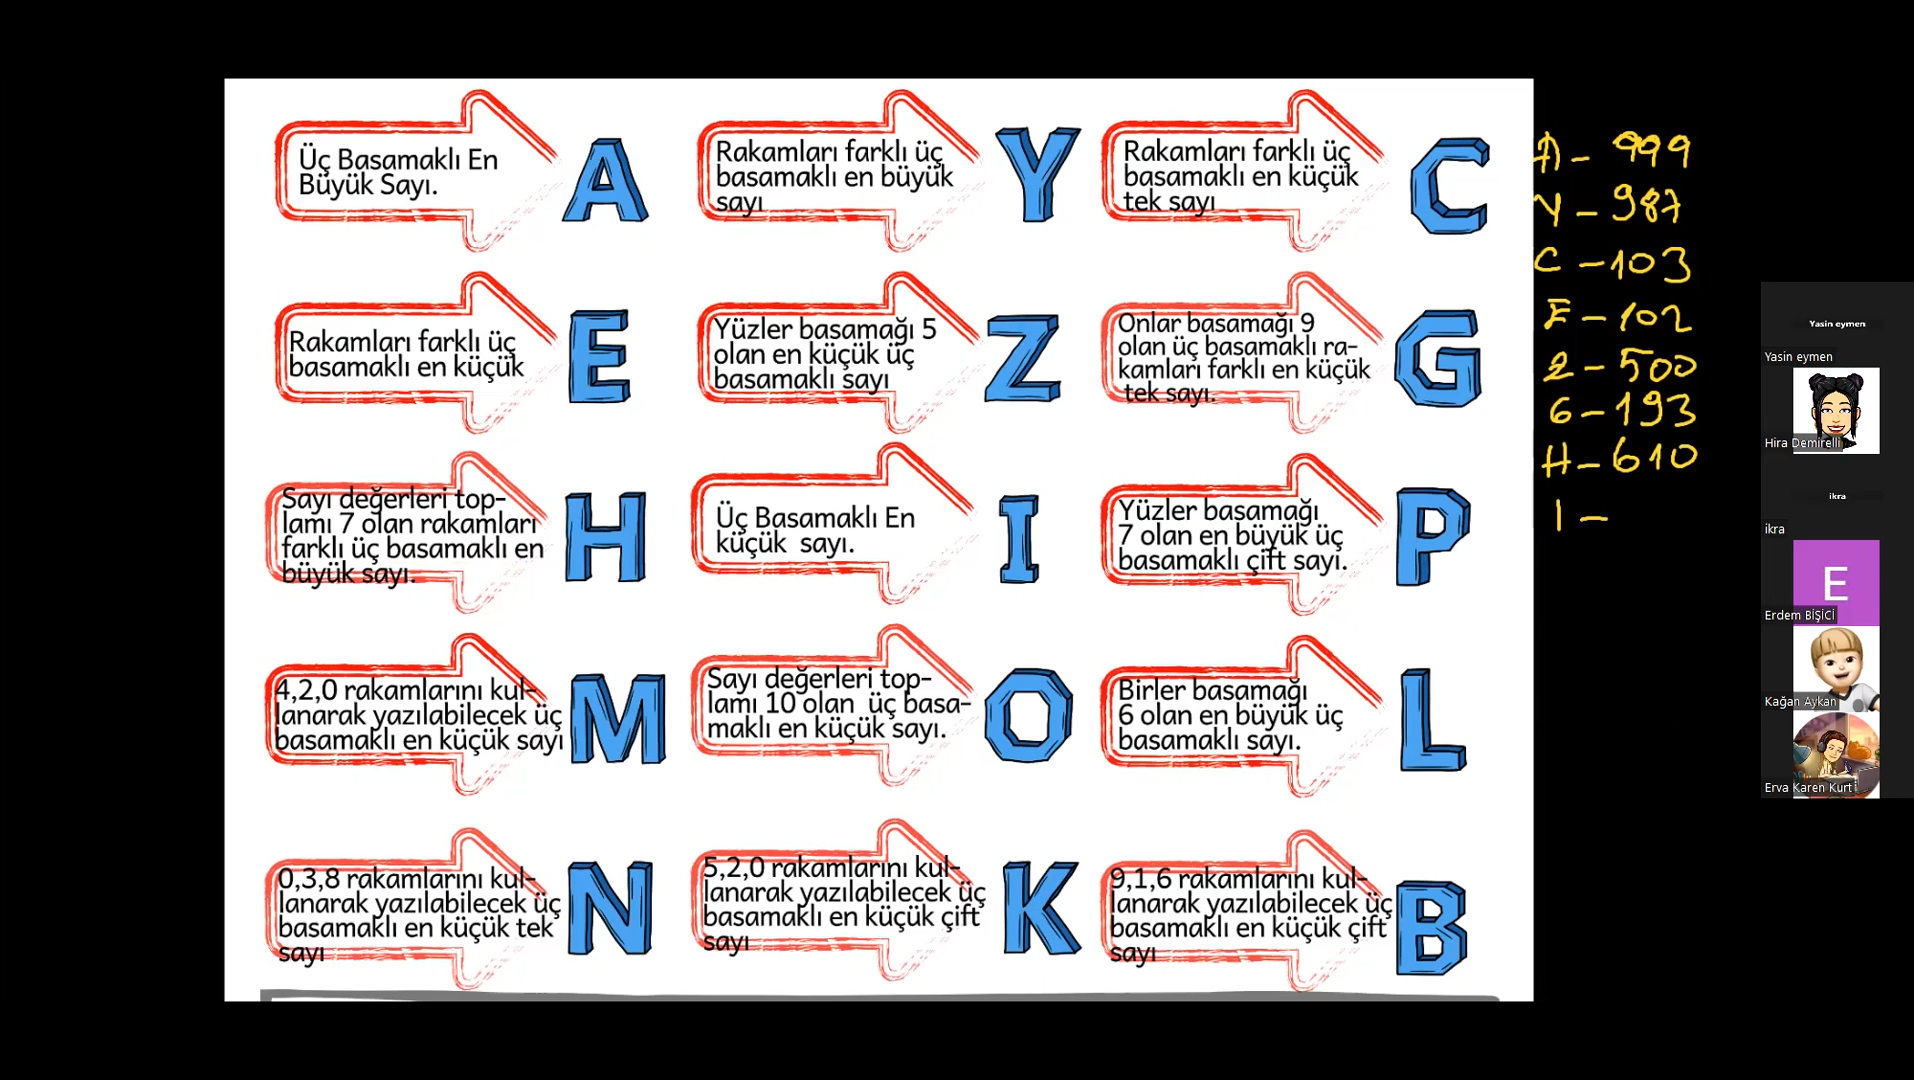 Üç Basamaklı En
Büyük Sayı.
A
Rakamları farklı üç
basamaklı en büyük
sayı
Y
Rakamları farklı üç
basamaklı en küçük
tek sayı
C
Rakamları farklı üç
basamaklı en küçük
E
Yüzler basamağı 5
olan en küçük üç
basamaklı sayı
Z
Onlar basamağı 9
olan üç basamaklı ra-
kamları farklı en küçük
tek sayı.
G
Sayı değerleri top-
lamı 7 olan rakamları
farklı üç basamaklı en
büyük sayı.
H
Üç Basamaklı En
küçük sayı.
I
Yüzler basamağı
7 olan en büyük üç
basamaklı çift sayı.
P
4,2,0 rakamlarını kul-
lanarak yazılabilecek üç
basamaklı en küçük sayı
M
Sayı değerleri top-
lamı 10 olan üç basa-
maklı en küçük sayı.
O
Birler basamağı
6 olan en büyük üç
basamaklı sayı.
L
0,3,8 rakamlarını kul-
lanarak yazılabilecek üç
basamaklı en küçük tek
sayı
N
5,2,0 rakamlarını kul-
lanarak yazılabilecek üç
basamaklı en küçük çift
sayı
K
9,1,6 rakamlarını kul-
lanarak yazılabilecek üç
basamaklı en küçük çift
sayı
B
A - 999
Y - 987
C - 103
E - 102
Z - 500
G - 193
H - 610
I -
Yasin eymen
Yasin eymen
Hira Demirelli
ikra
ikra
E
Erdem BİŞİCİ
Kağan Aykan
Erva Karen Kurt